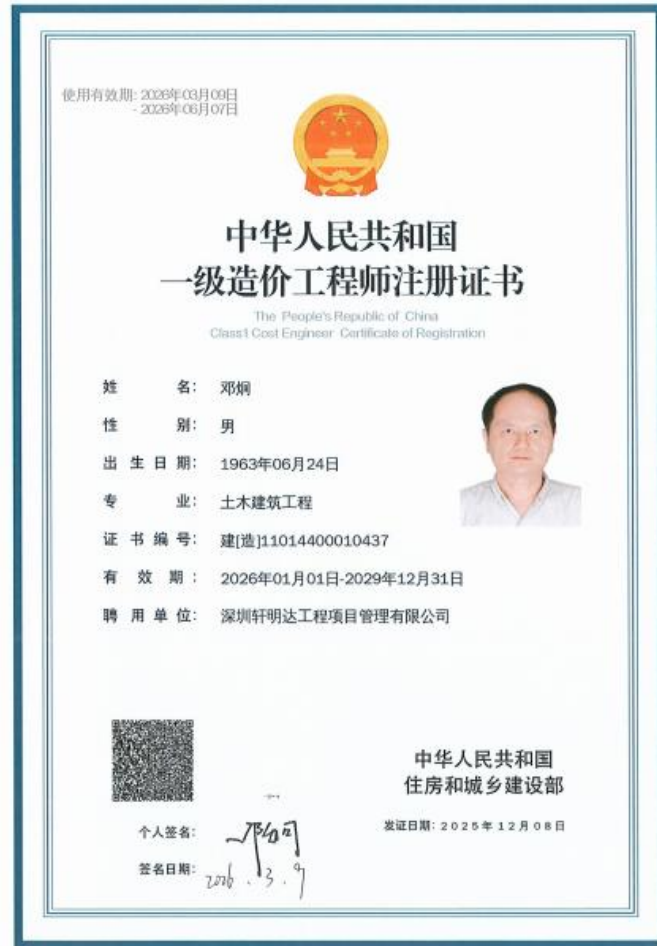 使用有效期: 2026年03月09日
- 2026年06月07日
中华人民共和国
一级造价工程师注册证书
The People's Republic of China
Class1 Cost Engineer Certificate of Registration
姓名: 邓炯
性别: 男
出生日期: 1963年06月24日
专业: 土木建筑工程
证书编号: 建[造]11014400010437
有效期: 2026年01月01日-2029年12月31日
聘用单位: 深圳轩明达工程项目管理有限公司
中华人民共和国
住房和城乡建设部
发证日期: 2025年12月08日
个人签名:
签名日期: 2026.3.9